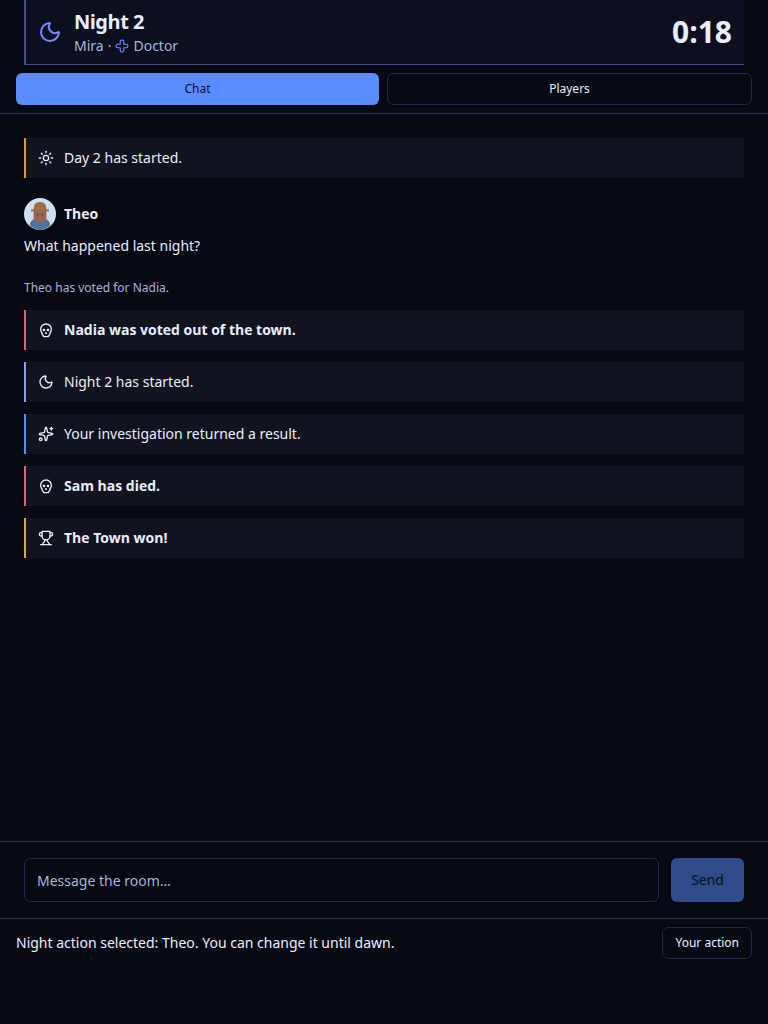 Night 2
Mira · Doctor
0:18
Chat
Players
Day 2 has started.
Theo
What happened last night?
Theo has voted for Nadia.
Nadia was voted out of the town.
Night 2 has started.
Your investigation returned a result.
Sam has died.
The Town won!
Message the room...
Send
Night action selected: Theo. You can change it until dawn.
Your action